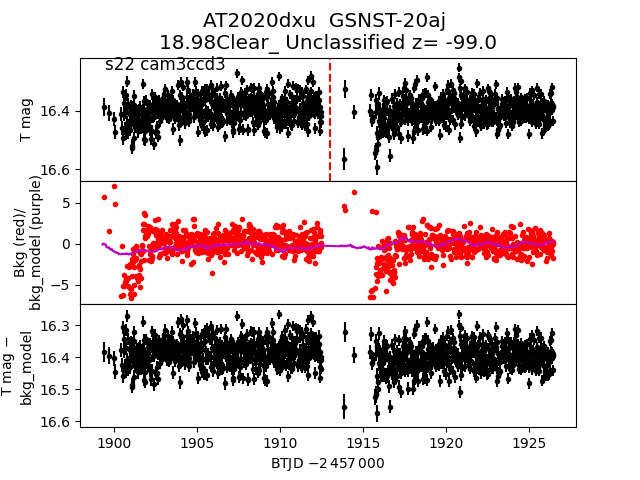 AT2020dxu  GSNST-20aj
18.98Clear_ Unclassified z= -99.0
s22 cam3ccd3
T mag
16.4
16.6
Bkg (red)/
bkg_model (purple)
5
0
−5
T mag −
bkg_model
16.3
16.4
16.5
16.6
1900 1905 1910 1915 1920 1925
BTJD −2 457 000